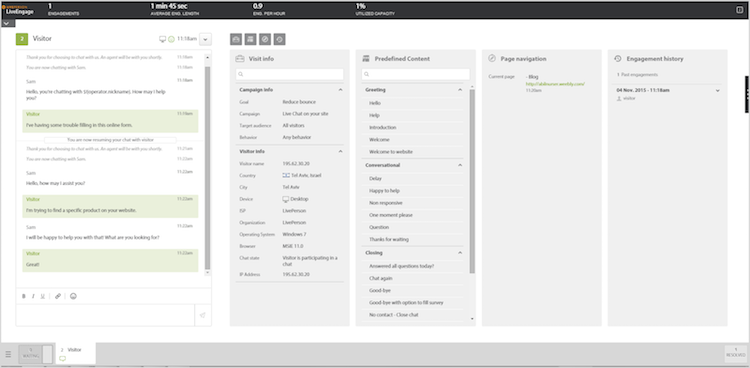 LivePerson
LiveEngage
1
ENGAGEMENTS
1 min 45 sec
AVERAGE ENG. LENGTH
0.9
ENG. PER HOUR
1%
UTILIZED CAPACITY
2 Visitor 11:18am
Thank you for choosing to chat with us. An agent will be with you shortly. 11:18am
You are now chatting with Sam. 11:18am
Sam 11:18am
Hello, you're chatting with $(operator.nickname). How may I help
you?
Visitor 11:19am
I've having some trouble filling in this online form.
You are now resuming your chat with visitor
Thank you for choosing to chat with us. An agent will be with you shortly. 11:21am
You are now chatting with Sam. 11:22am
Sam 11:22am
Hello, how may I assist you?
Visitor 11:22am
I'm trying to find a specific product on your website.
Sam 11:22am
I will be happy to help you with that! What are you looking for?
Visitor 11:22am
Great!
B I U
Visit info
Campaign info
Goal Reduce bounce
Campaign Live Chat on your site
Target audience All visitors
Behavior Any behavior
Visitor Info
Visitor name 195.62.30.20
Country Tel Aviv, Israel
City Tel Aviv
Device Desktop
ISP LivePerson
Organization LivePerson
Operating System Windows 7
Browser MSIE 11.0
Chat state Visitor is participating in a
chat
IP Address 195.62.30.20
Predefined Content
Greeting
Hello
Help
Introduction
Welcome
Welcome to website
Conversational
Delay
Happy to help
Non responsive
One moment please
Question
Thanks for waiting
Closing
Answered all questions today?
Chat again
Good-bye
Good-bye with option to fill survey
No contact - Close chat
Page navigation
Current page - Blog
11:20am
Engagement history
Past engagements
04 Nov. 2015 - 11:18am
visitor
WAITING
2 Visitor
1
RESOLVED